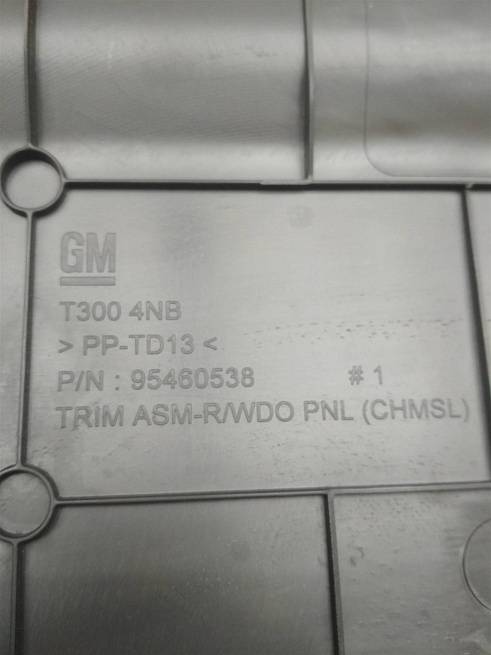 GM
T300 4NB
> PP-TD13 <
P/N : 95460538 # 1
TRIM ASM-R/WDO PNL (CHMSL)